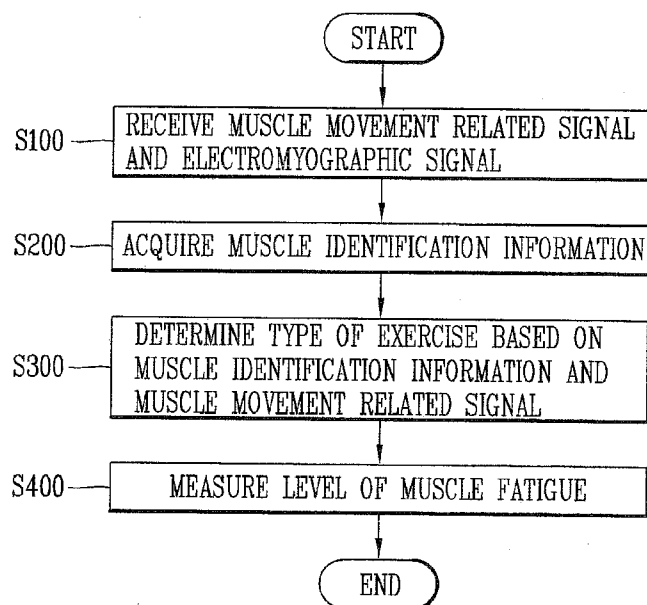 START
S100
RECEIVE MUSCLE MOVEMENT RELATED SIGNAL
AND ELECTROMYOGRAPHIC SIGNAL
S200
ACQUIRE MUSCLE IDENTIFICATION INFORMATION
S300
DETERMINE TYPE OF EXERCISE BASED ON
MUSCLE IDENTIFICATION INFORMATION AND
MUSCLE MOVEMENT RELATED SIGNAL
S400
MEASURE LEVEL OF MUSCLE FATIGUE
END